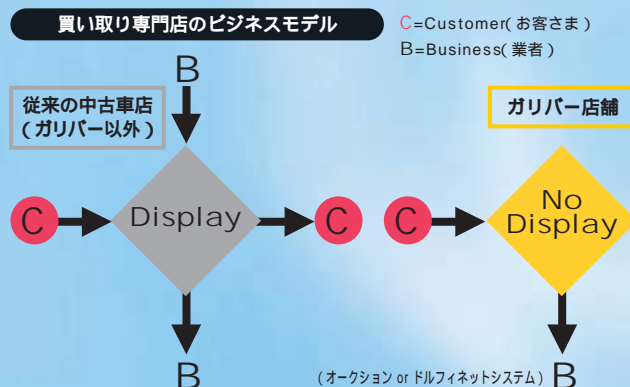 買い取り専門店のビジネスモデル
C=Customer(お客さま)
B=Business(業者)
B
従来の中古車店
(ガリバー以外)
ガリバー店舗
C
Display
C
C
No
Display
B
(オークション or ドルフィネットシステム) B